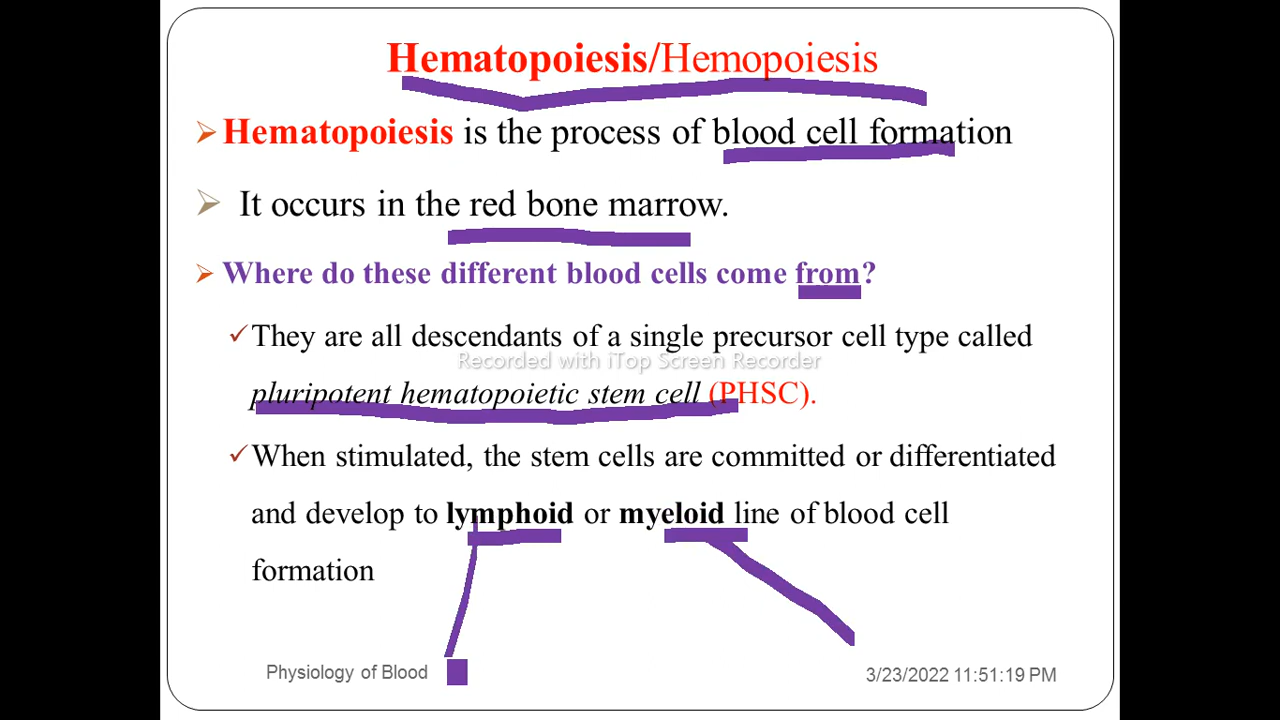 Hematopoiesis/Hemopoiesis
Hematopoiesis is the process of blood cell formation
It occurs in the red bone marrow.
Where do these different blood cells come from?
They are all descendants of a single precursor cell type called
Recorded with iTop Screen Recorder
pluripotent hematopoietic stem cell (PHSC).
When stimulated, the stem cells are committed or differentiated
and develop to lymphoid or myeloid line of blood cell
formation
Physiology of Blood
3/23/2022 11:51:19 PM